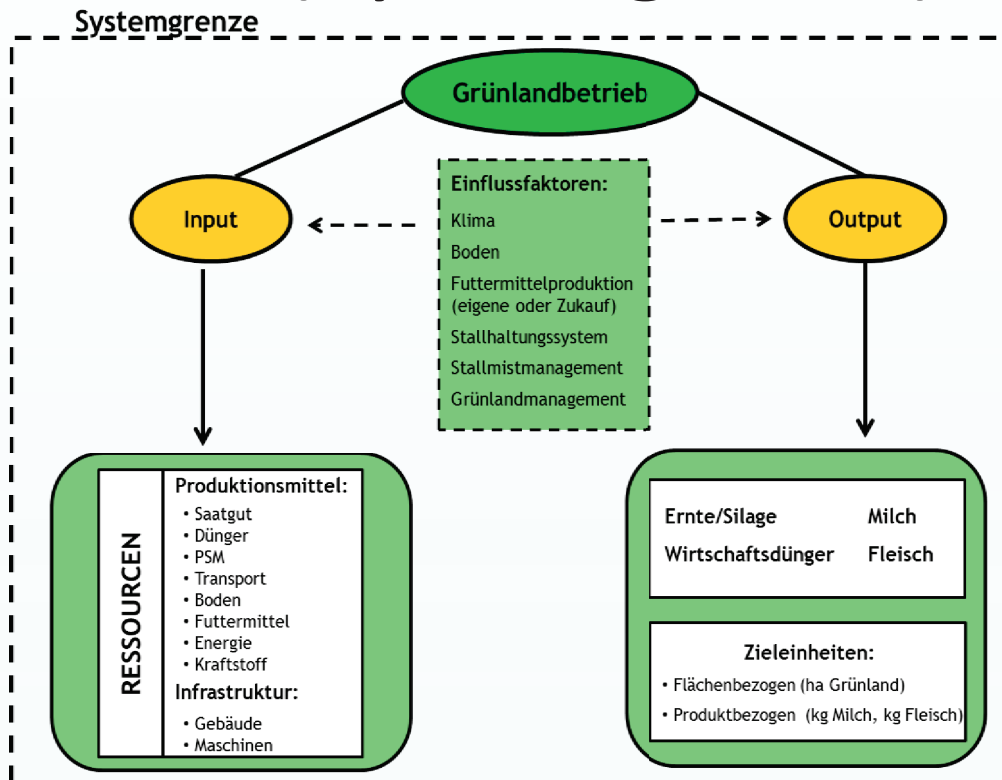 Systemgrenze
Grünlandbetrieb
Input
Einflussfaktoren:
Klima
Boden
Futtermittelproduktion
(eigene oder Zukauf)
Stallhaltungssystem
Stallmistmanagement
Grünlandmanagement
Output
RESSOURCEN
Produktionsmittel:
• Saatgut
• Dünger
• PSM
• Transport
• Boden
• Futtermittel
• Energie
• Kraftstoff
Infrastruktur:
• Gebäude
• Maschinen
Ernte/Silage Milch
Wirtschaftsdünger Fleisch
Zieleinheiten:
• Flächenbezogen (ha Grünland)
• Produktbezogen (kg Milch, kg Fleisch)